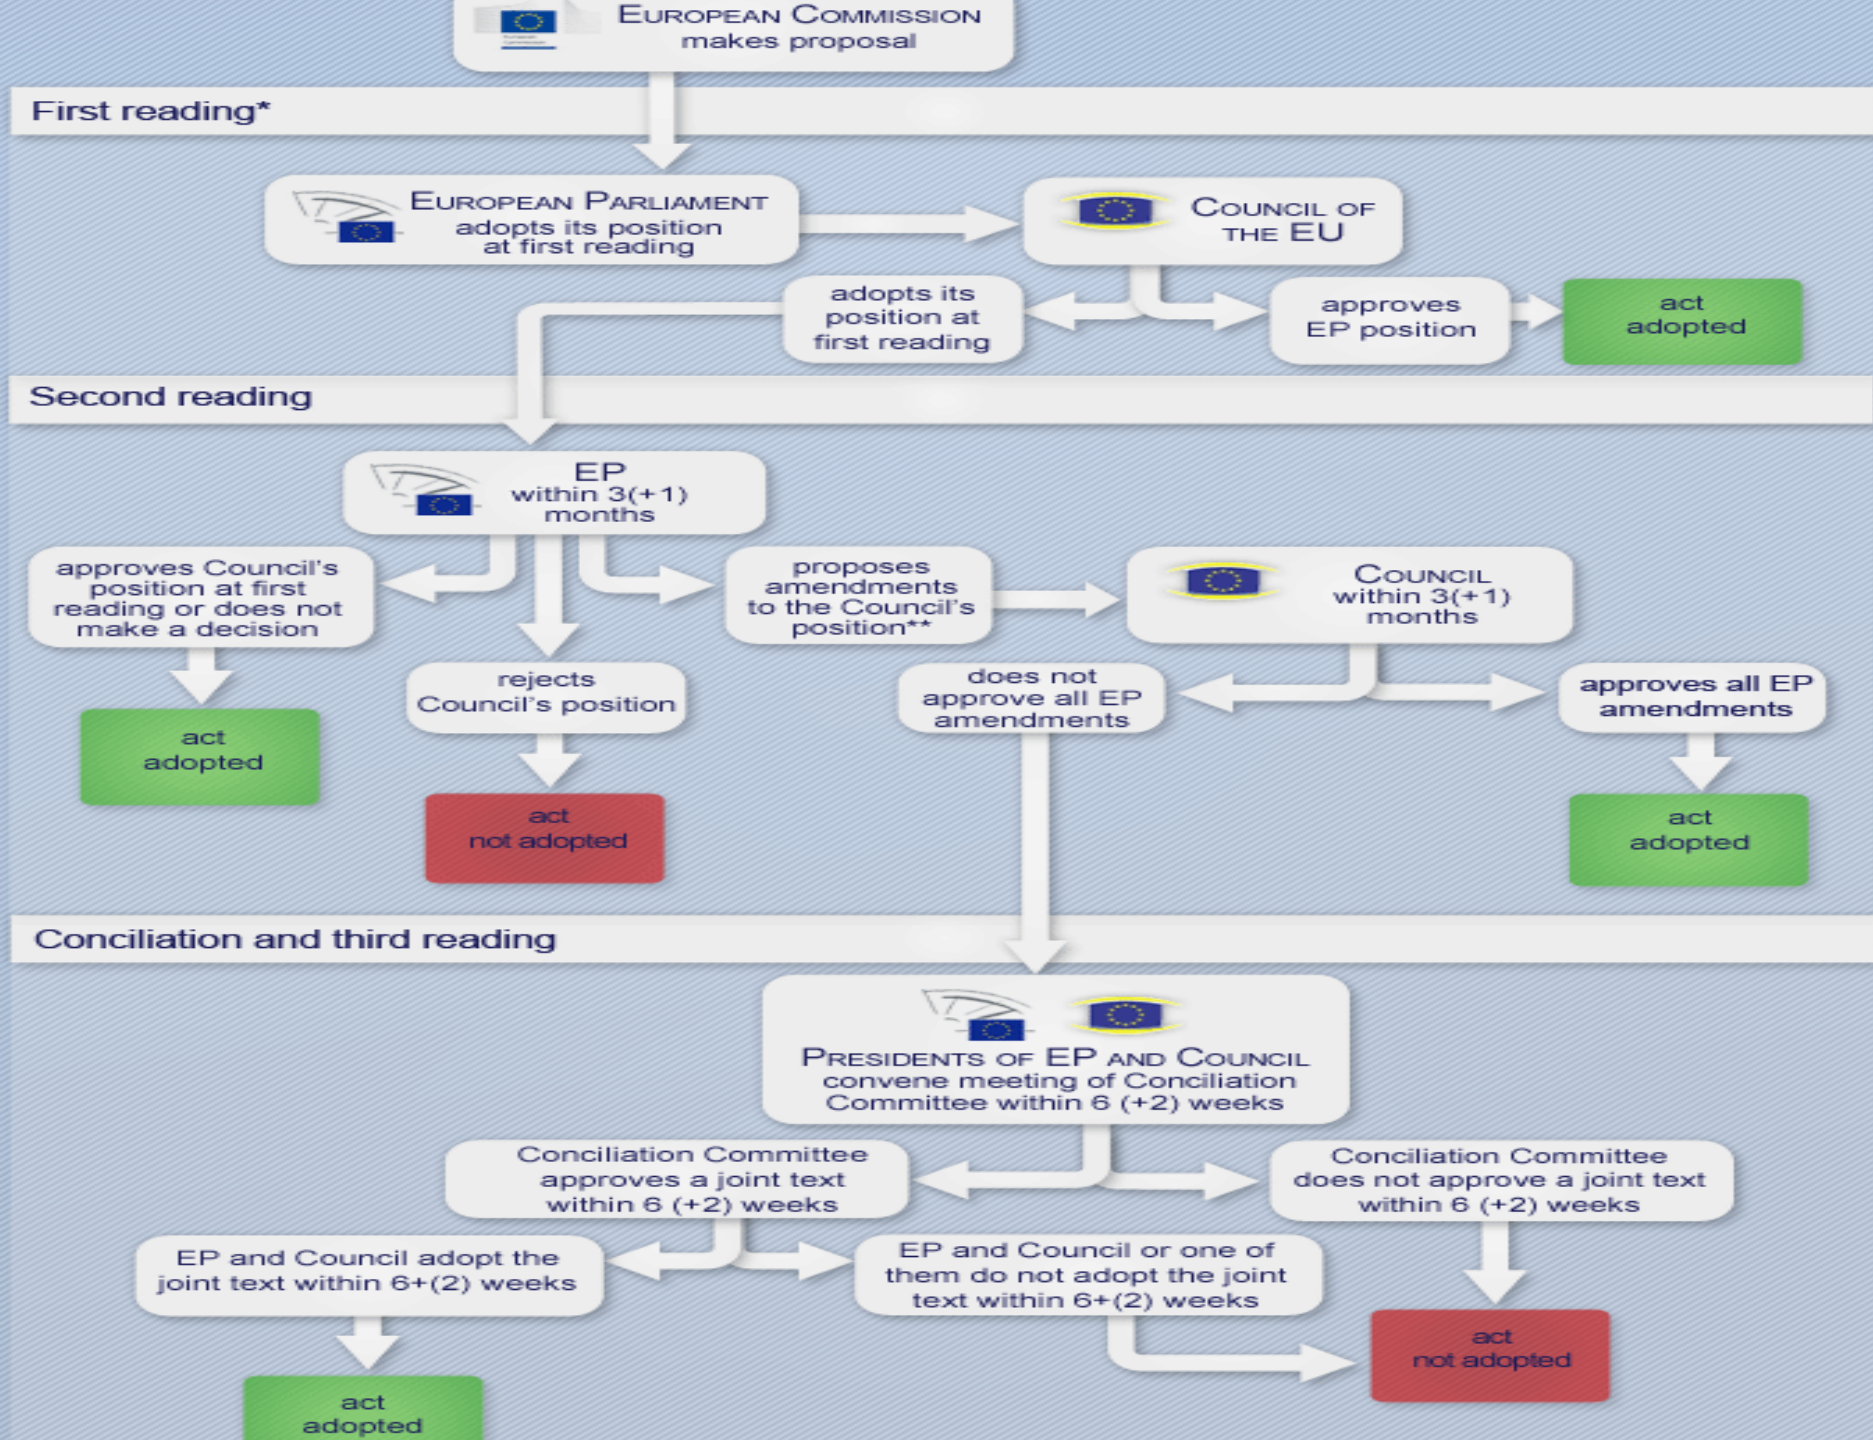 EUROPEAN COMMISSION
makes proposal
First reading*
EUROPEAN PARLIAMENT
adopts its position
at first reading
COUNCIL OF
THE EU
adopts its
position at
first reading
approves
EP position
act
adopted
Second reading
EP
within 3(+1)
months
approves Council's
position at first
reading or does not
make a decision
proposes
amendments
to the Council's
position**
COUNCIL
within 3(+1)
months
rejects
Council's position
does not
approve all EP
amendments
approves all EP
amendments
act
adopted
act
not adopted
act
adopted
Conciliation and third reading
PRESIDENTS OF EP AND COUNCIL
convene meeting of Conciliation
Committee within 6 (+2) weeks
Conciliation Committee
approves a joint text
within 6 (+2) weeks
Conciliation Committee
does not approve a joint text
within 6 (+2) weeks
EP and Council adopt the
joint text within 6+(2) weeks
EP and Council or one of
them do not adopt the joint
text within 6+(2) weeks
act
not adopted
act
adopted